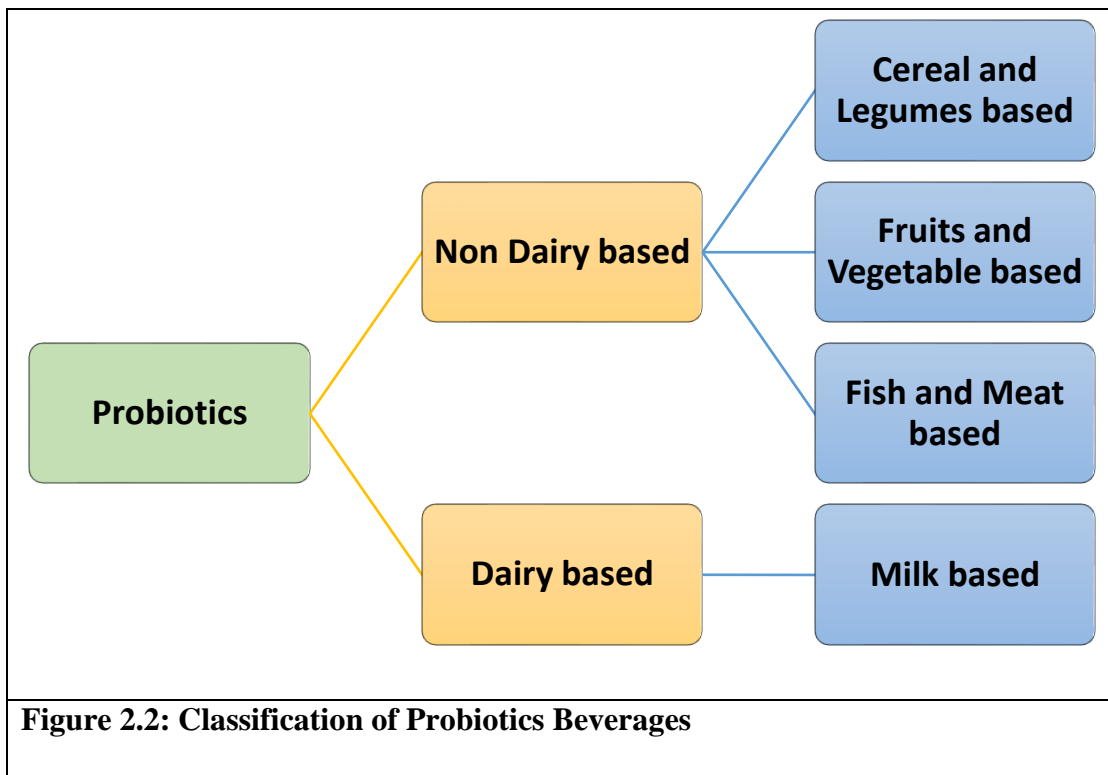 Cereal and
Legumes based
Non Dairy based
Fruits and
Vegetable based
Probiotics
Fish and Meat
based
Dairy based
Milk based
Figure 2.2: Classification of Probiotics Beverages